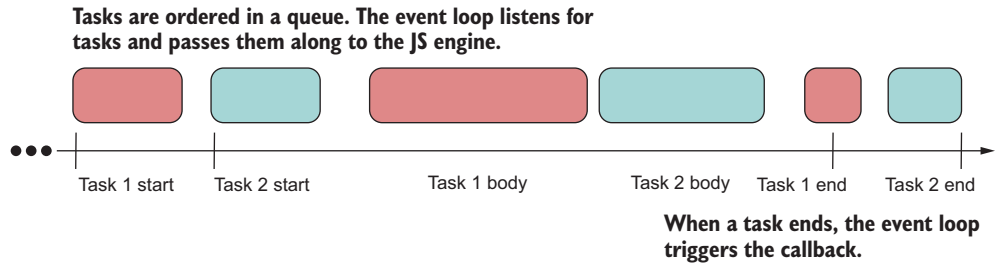 Tasks are ordered in a queue. The event loop listens for
tasks and passes them along to the JS engine.
Task 1 start
Task 2 start
Task 1 body
Task 2 body
Task 1 end
Task 2 end
When a task ends, the event loop
triggers the callback.